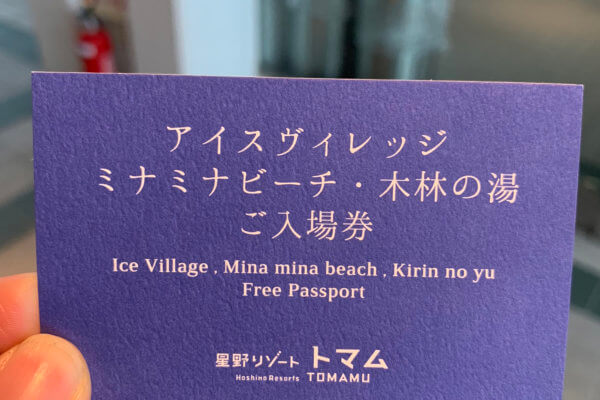 アイスヴィレッジ
ミナミナビーチ・木林の湯
ご入場券
Ice Village , Mina mina beach , Kirin no yu
Free Passport
星野リゾート トマム
Hoshino Resorts TOMAMU